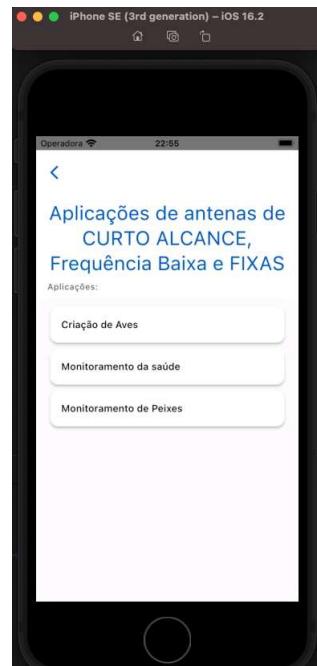 iPhone SE (3rd generation) – iOS 16.2
Operadora 22:55
Aplicações de antenas de
CURTO ALCANCE,
Frequência Baixa e FIXAS
Aplicações:
Criação de Aves
Monitoramento da saúde
Monitoramento de Peixes